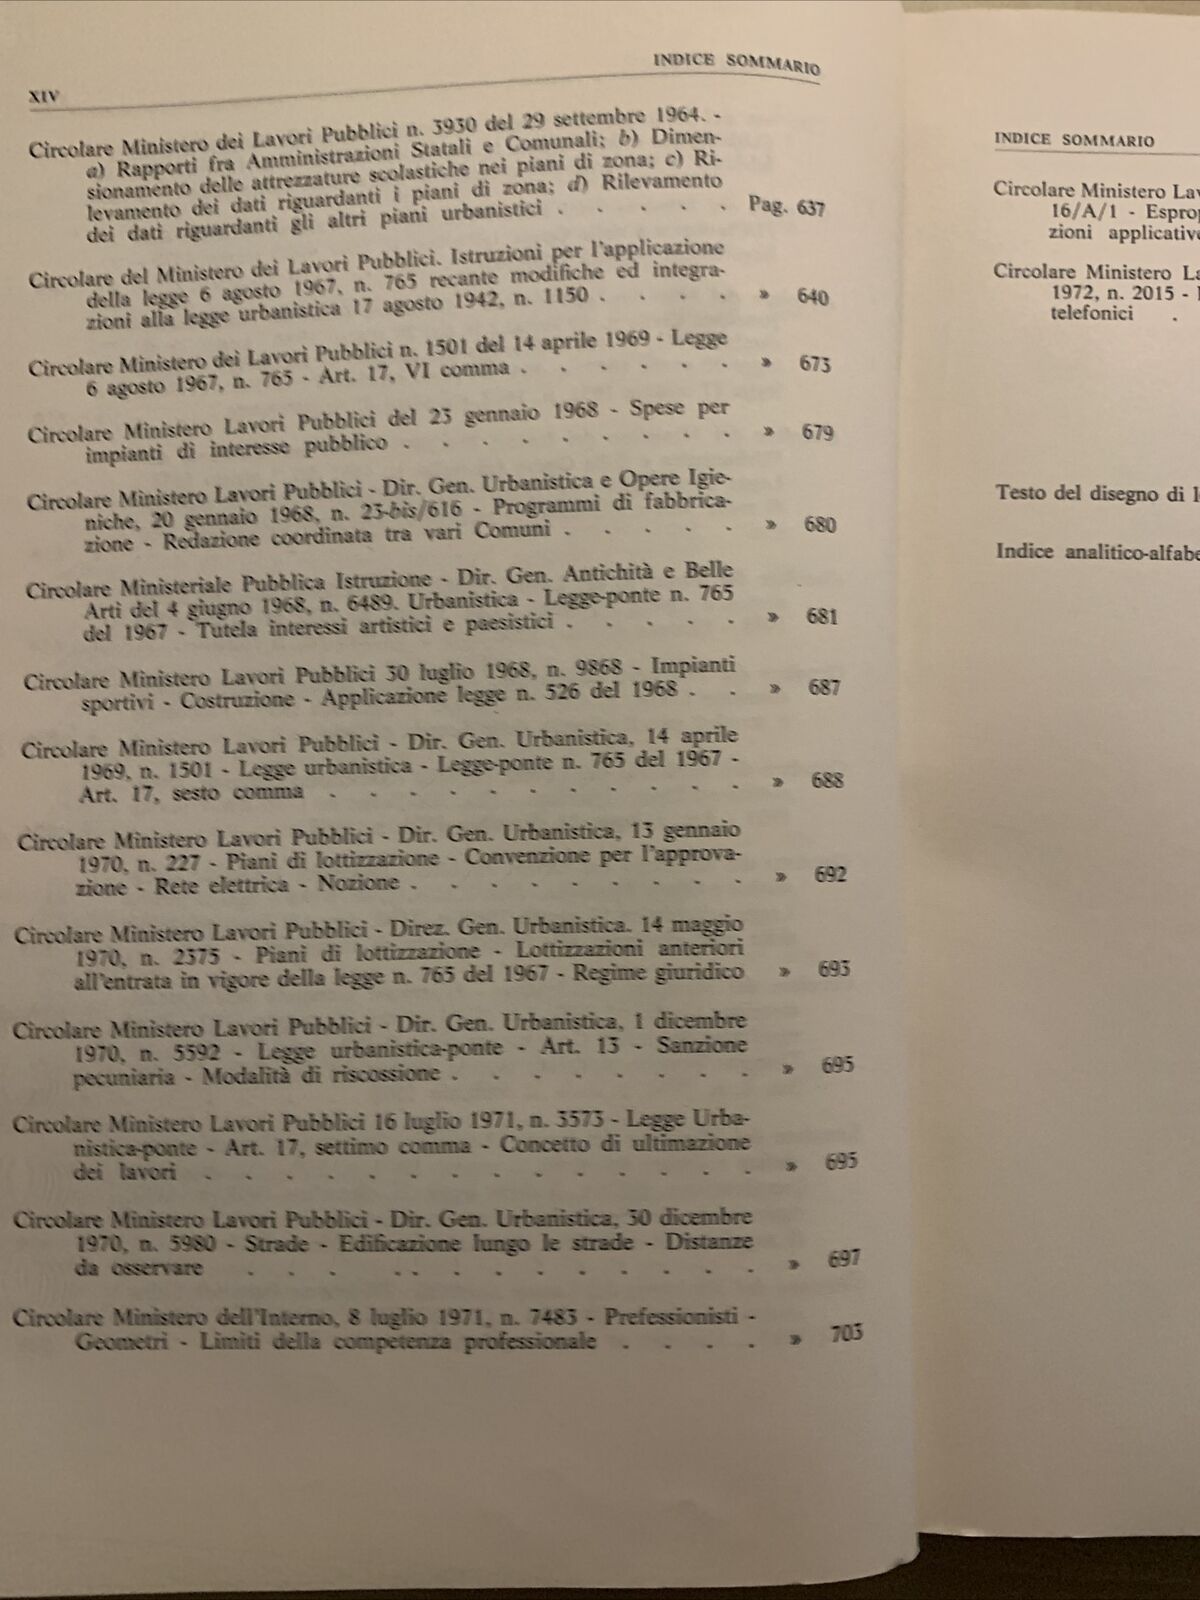 XIV
INDICE SOMMARIO
Circolare Ministero dei Lavori Pubblici n. 3930 del 29 settembre 1964. -
a) Rapporti fra Amministrazioni Statali e Comunali; b) Dimen-
sionamento delle attrezzature scolastiche nei piani di zona; c) Ri-
levamento dei dati riguardanti i piani di zona; d) Rilevamento
dei dati riguardanti gli altri piani urbanistici . . . . . Pag. 637
Circolare del Ministero dei Lavori Pubblici. Istruzioni per l'applicazione
della legge 6 agosto 1967, n. 765 recante modifiche ed integra-
zioni alla legge urbanistica 17 agosto 1942, n. 1150 . . . . » 640
Circolare Ministero dei Lavori Pubblici n. 1501 del 14 aprile 1969 - Legge
6 agosto 1967, n. 765 - Art. 17, VI comma . . . . . . » 673
Circolare Ministero Lavori Pubblici del 23 gennaio 1968 - Spese per
impianti di interesse pubblico . . . . . . . . . » 679
Circolare Ministero Lavori Pubblici - Dir. Gen. Urbanistica e Opere Igie-
niche, 20 gennaio 1968, n. 23-bis/616 - Programmi di fabbrica-
zione - Redazione coordinata tra vari Comuni . . . . . » 680
Circolare Ministeriale Pubblica Istruzione - Dir. Gen. Antichità e Belle
Arti del 4 giugno 1968, n. 6489. Urbanistica - Legge-ponte n. 765
del 1967 - Tutela interessi artistici e paesistici . . . . . » 681
Circolare Ministero Lavori Pubblici 30 luglio 1968, n. 9868 - Impianti
sportivi - Costruzione - Applicazione legge n. 526 del 1968 . . » 687
Circolare Ministero Lavori Pubblici - Dir. Gen. Urbanistica, 14 aprile
1969, n. 1501 - Legge urbanistica - Legge-ponte n. 765 del 1967 -
Art. 17, sesto comma . . . . . . . . . . . » 688
Circolare Ministero Lavori Pubblici - Dir. Gen. Urbanistica, 13 gennaio
1970, n. 227 - Piani di lottizzazione - Convenzione per l'approva-
zione - Rete elettrica - Nozione . . . . . . . . . » 692
Circolare Ministero Lavori Pubblici - Direz. Gen. Urbanistica. 14 maggio
1970, n. 2375 - Piani di lottizzazione - Lottizzazioni anteriori
all'entrata in vigore della legge n. 765 del 1967 - Regime giuridico » 693
Circolare Ministero Lavori Pubblici - Dir. Gen. Urbanistica, 1 dicembre
1970, n. 5592 - Legge urbanistica-ponte - Art. 13 - Sanzione
pecuniaria - Modalità di riscossione . . . . . . . . » 695
Circolare Ministero Lavori Pubblici 16 luglio 1971, n. 3573 - Legge Urba-
nistica-ponte - Art. 17, settimo comma - Concetto di ultimazione
dei lavori . . . . . . . . . . . . . . » 695
Circolare Ministero Lavori Pubblici - Dir. Gen. Urbanistica, 30 dicembre
1970, n. 5980 - Strade - Edificazione lungo le strade - Distanze
da osservare . . . . . . . . . . . . . » 697
Circolare Ministero dell'Interno, 8 luglio 1971, n. 7483 - Prefessionisti -
Geometri - Limiti della competenza professionale . . . . » 703
INDICE SOMMARIO
Circolare Ministero Lav
16/A/1 - Esprop
zioni applicative
Circolare Ministero La
1972, n. 2015 -
telefonici .
Testo del disegno di l
Indice analitico-alfabe